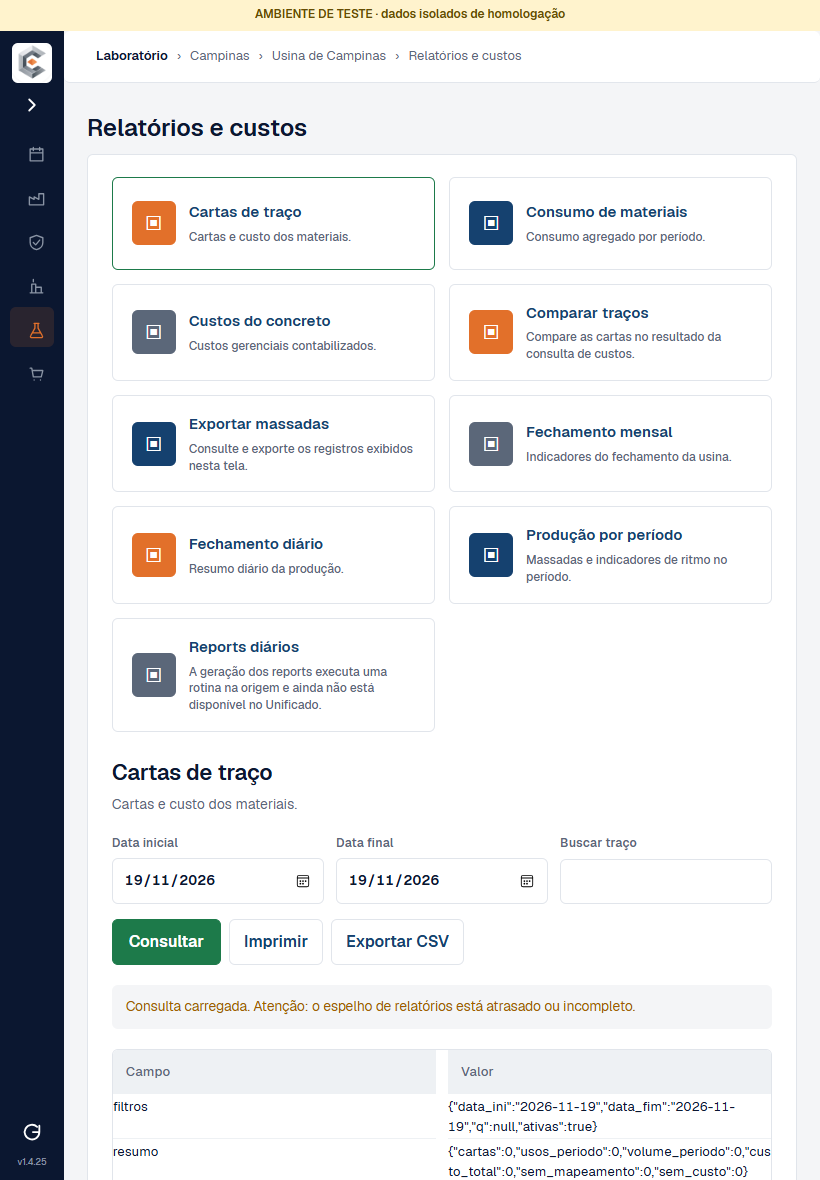 AMBIENTE DE TESTE · dados isolados de homologação
Laboratório › Campinas › Usina de Campinas › Relatórios e custos
Relatórios e custos
Cartas de traço
Cartas e custo dos materiais.
Consumo de materiais
Consumo agregado por período.
Custos do concreto
Custos gerenciais contabilizados.
Comparar traços
Compare as cartas no resultado da
consulta de custos.
Exportar massadas
Consulte e exporte os registros exibidos
nesta tela.
Fechamento mensal
Indicadores do fechamento da usina.
Fechamento diário
Resumo diário da produção.
Produção por período
Massadas e indicadores de ritmo no
período.
Reports diários
A geração dos reports executa uma
rotina na origem e ainda não está
disponível no Unificado.
Cartas de traço
Cartas e custo dos materiais.
Data inicial
Data final
Buscar traço
19/11/2026
19/11/2026
Consultar
Imprimir
Exportar CSV
Consulta carregada. Atenção: o espelho de relatórios está atrasado ou incompleto.
Campo
Valor
filtros
{"data_ini":"2026-11-19","data_fim":"2026-11-
19","q":null,"ativas":true}
resumo
{"cartas":0,"usos_periodo":0,"volume_periodo":0,"cus
to_total":0,"sem_mapeamento":0,"sem_custo":0}
v1.4.25